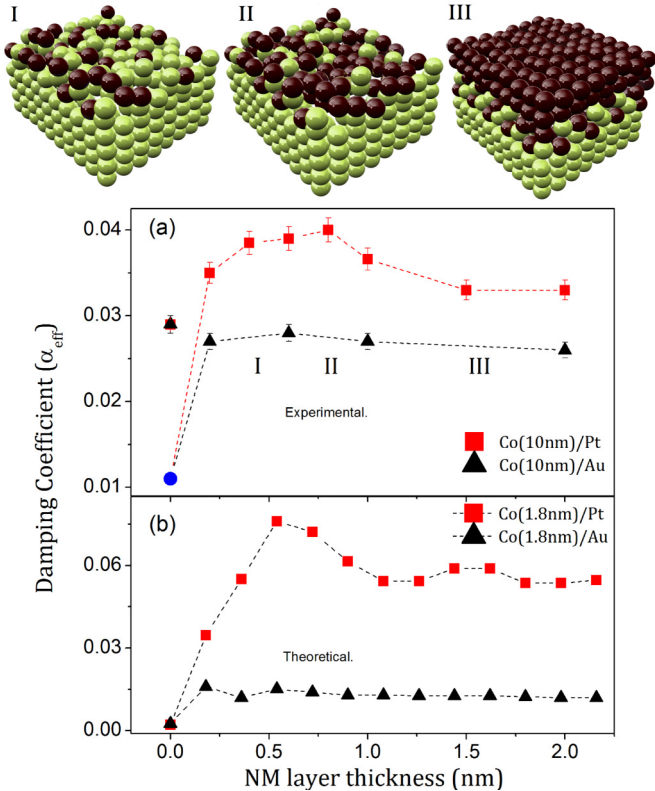 I II III
(a)
0.04
0.03
0.02
0.01
I II III
Experimental.
Co(10nm)/Pt
Co(10nm)/Au
Damping Coefficient (α_eff)
(b)
Co(1.8nm)/Pt
Co(1.8nm)/Au
0.06
0.03
0.00
Theoretical.
0.0 0.5 1.0 1.5 2.0
NM layer thickness (nm)